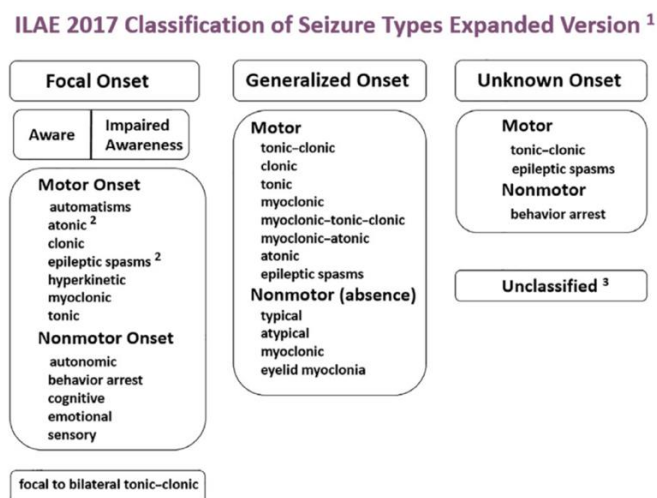 ILAE 2017 Classification of Seizure Types Expanded Version 1
Focal Onset
Aware
Impaired
Awareness
Motor Onset
automatisms
atonic 2
clonic
epileptic spasms 2
hyperkinetic
myoclonic
tonic
Nonmotor Onset
autonomic
behavior arrest
cognitive
emotional
sensory
focal to bilateral tonic–clonic
Generalized Onset
Motor
tonic–clonic
clonic
tonic
myoclonic
myoclonic–tonic–clonic
myoclonic–atonic
atonic
epileptic spasms
Nonmotor (absence)
typical
atypical
myoclonic
eyelid myoclonia
Unknown Onset
Motor
tonic–clonic
epileptic spasms
Nonmotor
behavior arrest
Unclassified 3